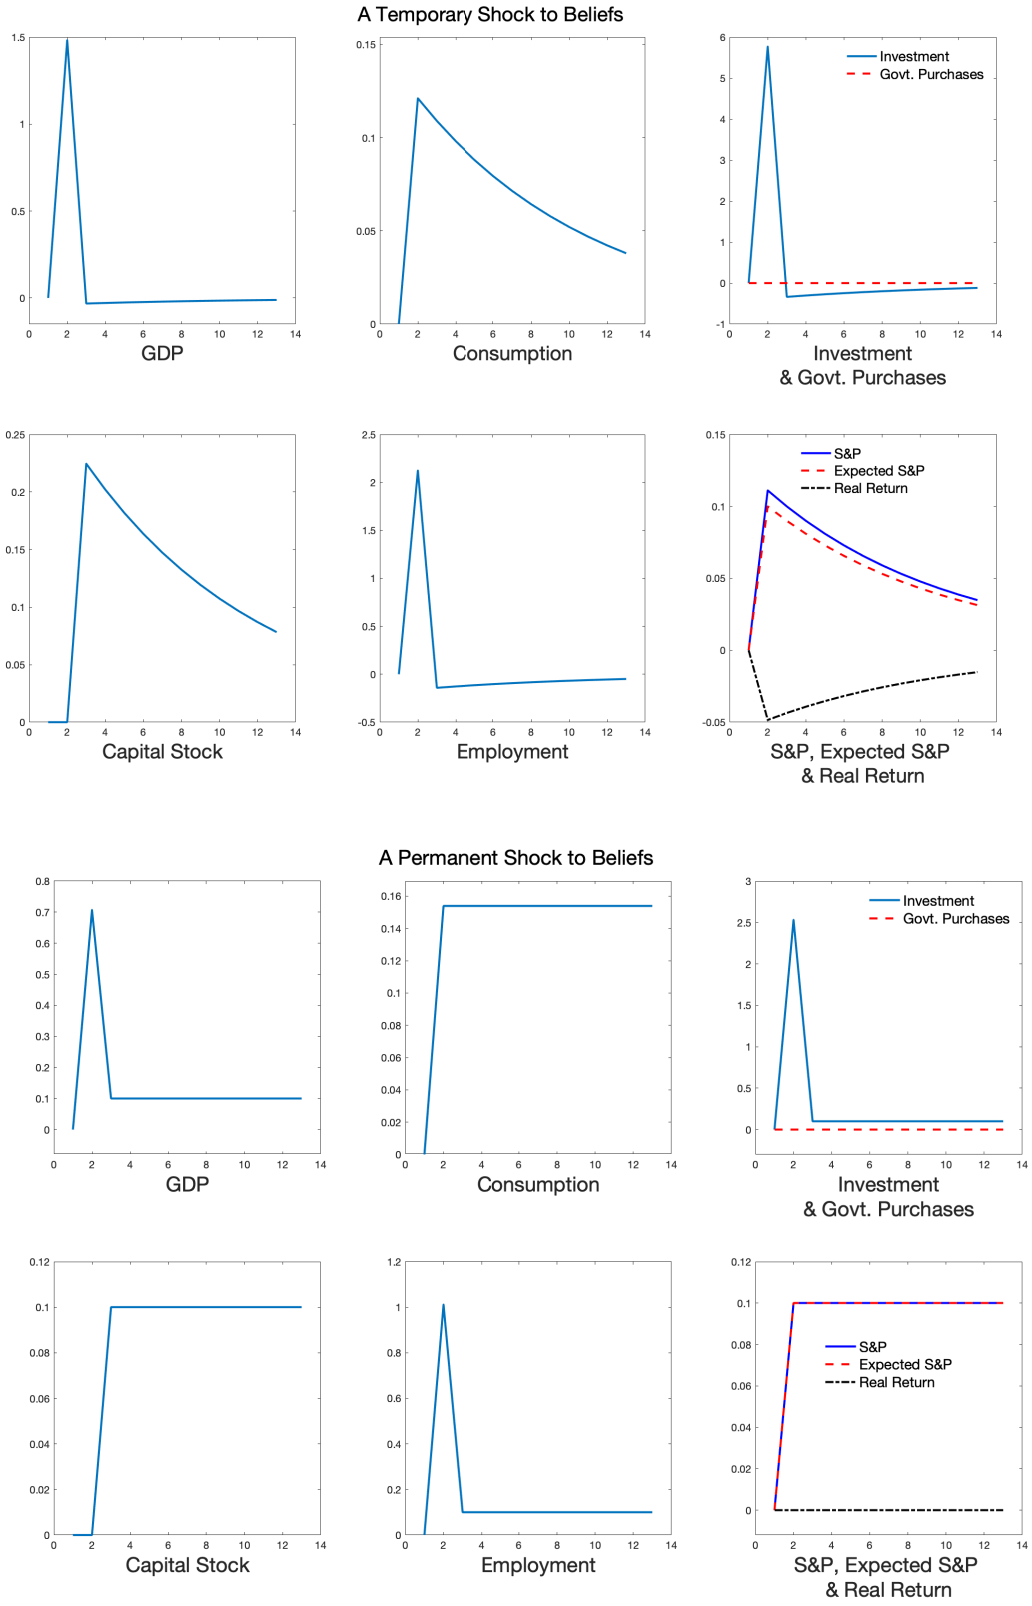 A Temporary Shock to Beliefs
1.5
1
1.5
0
0 2 4 6 8 10 12 14
GDP
0.15
0.1
0.05
0
0 2 4 6 8 10 12 14
Consumption
6
5
4
3
2
1
0
-1
0 2 4 6 8 10 12 14
Investment
Govt. Purchases
Investment
& Govt. Purchases
0.25
0.2
0.15
0.1
0.05
0
0 2 4 6 8 10 12 14
Capital Stock
2.5
2
1.5
1
0.5
0
-0.5
0 2 4 6 8 10 12 14
Employment
0.15
0.1
0.05
0
-0.05
0 2 4 6 8 10 12 14
S&P
Expected S&P
Real Return
S&P, Expected S&P
& Real Return
A Permanent Shock to Beliefs
0.8
0.7
0.6
0.5
0.4
0.3
0.2
0.1
0
0 2 4 6 8 10 12 14
GDP
0.16
0.14
0.12
0.1
0.08
0.06
0.04
0.02
0
0 2 4 6 8 10 12 14
Consumption
3
2.5
2
1.5
1
0.5
0
0 2 4 6 8 10 12 14
Investment
Govt. Purchases
Investment
& Govt. Purchases
0.12
0.1
0.08
0.06
0.04
0.02
0
0 2 4 6 8 10 12 14
Capital Stock
1.2
1
0.8
0.6
0.4
0.2
0
0 2 4 6 8 10 12 14
Employment
0.12
0.1
0.08
0.06
0.04
0.02
0
0 2 4 6 8 10 12 14
S&P
Expected S&P
Real Return
S&P, Expected S&P
& Real Return